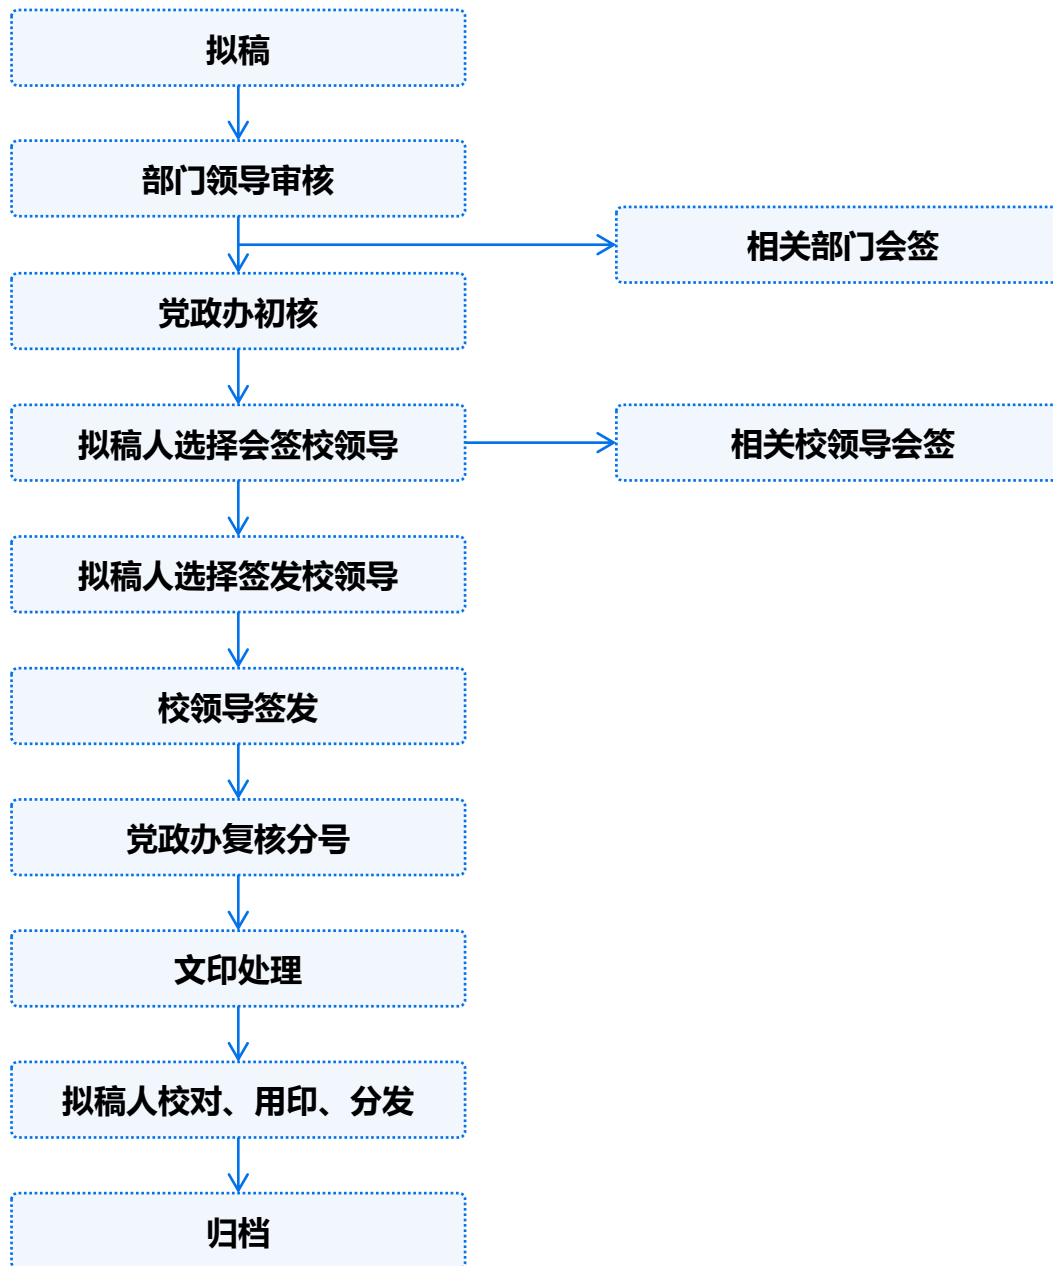 拟稿
部门领导审核
相关部门会签
党政办初核
拟稿人选择会签校领导
相关校领导会签
拟稿人选择签发校领导
校领导签发
党政办复核分号
文印处理
拟稿人校对、用印、分发
归档